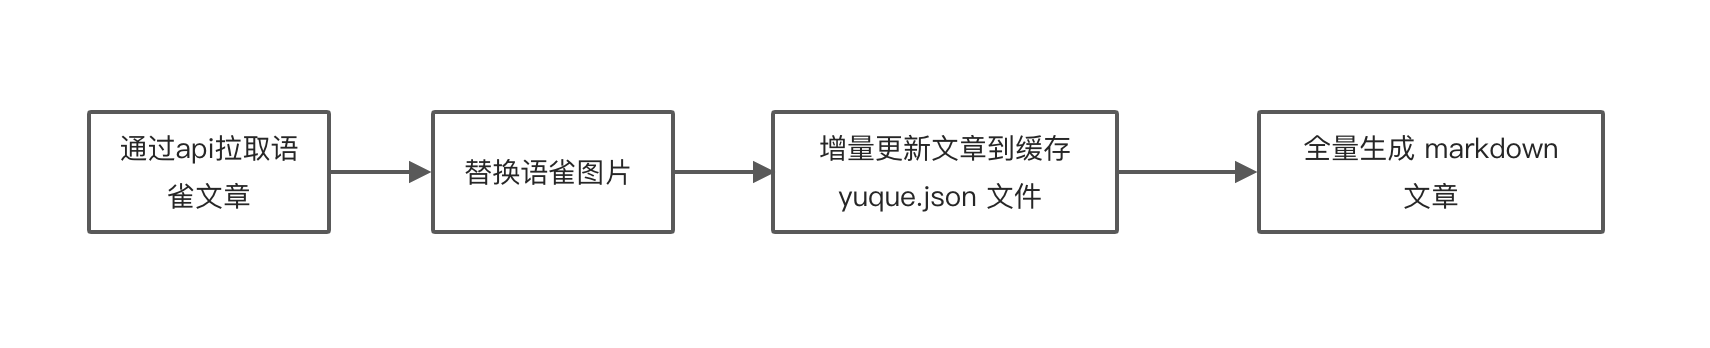 通过api拉取语
雀文章
替换语雀图片
增量更新文章到缓存
yuque.json 文件
全量生成 markdown
文章